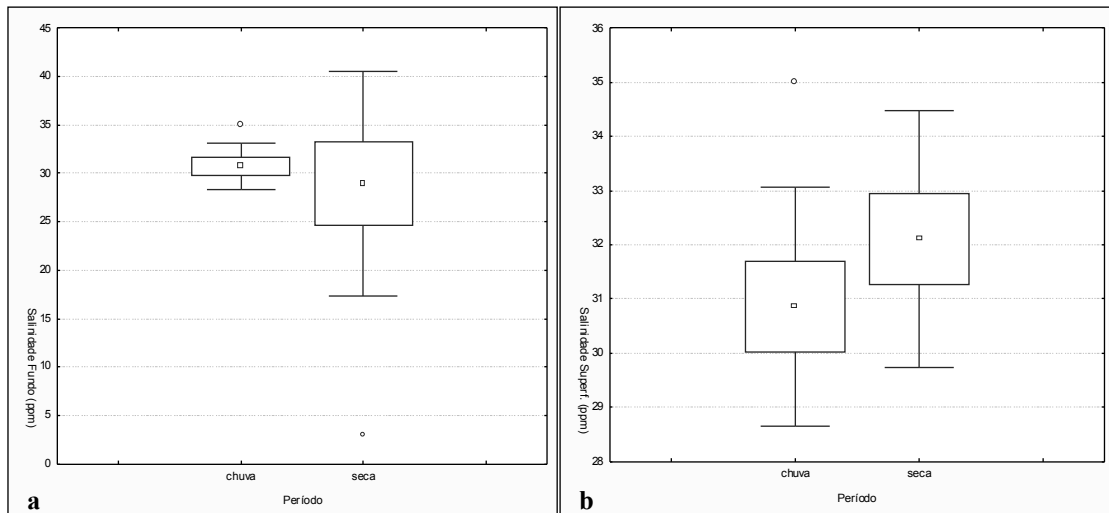 45
40
35
30
25
20
15
10
5
0
Salinidade Fundo (ppm)
chuva seca
Período
a
36
35
34
33
32
31
30
29
28
Salinidade Superf. (ppm)
chuva seca
Período
b